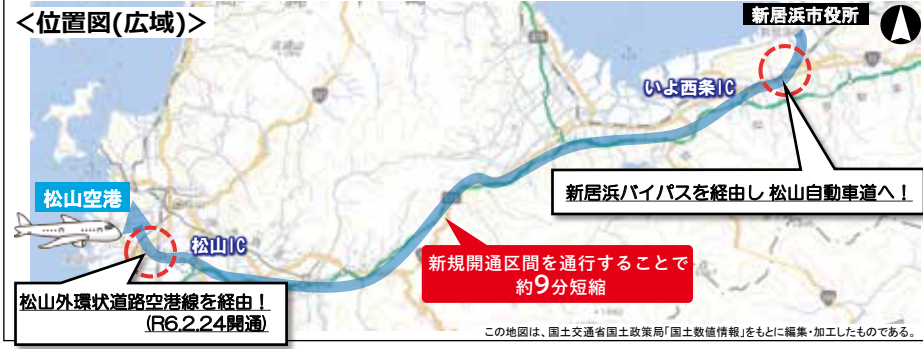 <位置図(広域)>
新居浜市役所
いよ西条IC
新居浜バイパスを経由し 松山自動車道へ！
松山空港
松山IC
新規開通区間を通行することで
約9分短縮
松山外環状道路空港線を経由！
(R6.2.24開通)
この地図は、国土交通省国土政策局「国土数値情報」をもとに編集・加工したものである。